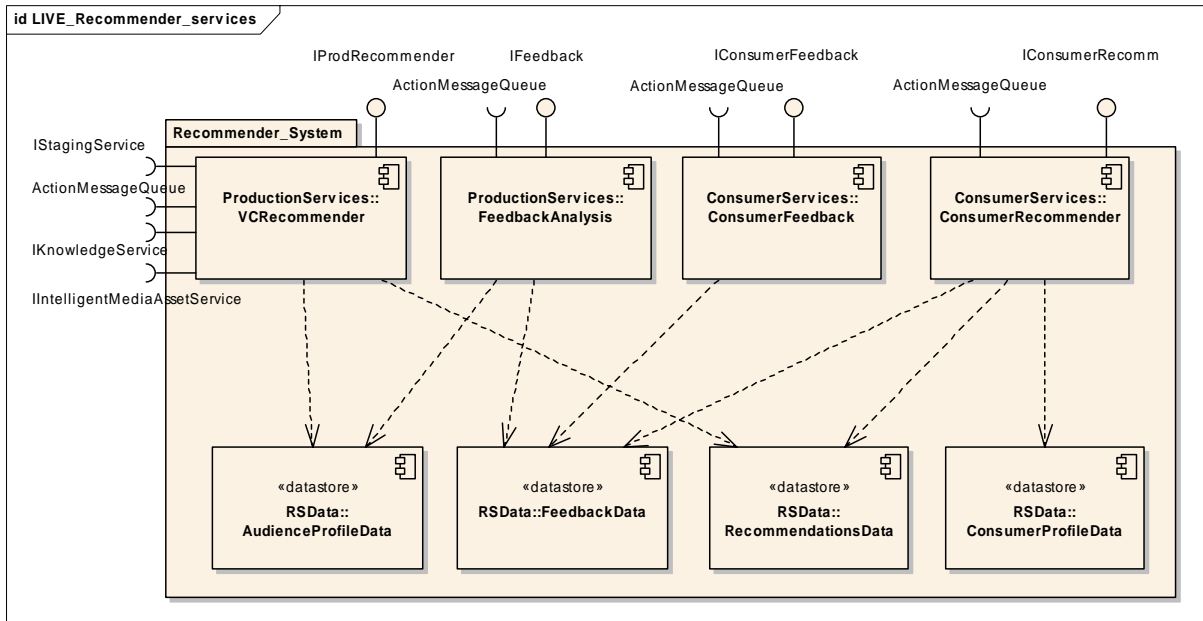 id LIVE_Recommender_services
IProdRecommender
IFeedback
IConsumerFeedback
IConsumerRecomm
ActionMessageQueue
ActionMessageQueue
ActionMessageQueue
Recommender_System
IStagingService
ActionMessageQueue
IKnowledgeService
IIntelligentMediaAssetService
ProductionServices::
VCRecommender
ProductionServices::
FeedbackAnalysis
ConsumerServices::
ConsumerFeedback
ConsumerServices::
ConsumerRecommender
«datastore»
RSData::
AudienceProfileData
«datastore»
RSData::FeedbackData
«datastore»
RSData::
RecommendationsData
«datastore»
RSData::
ConsumerProfileData